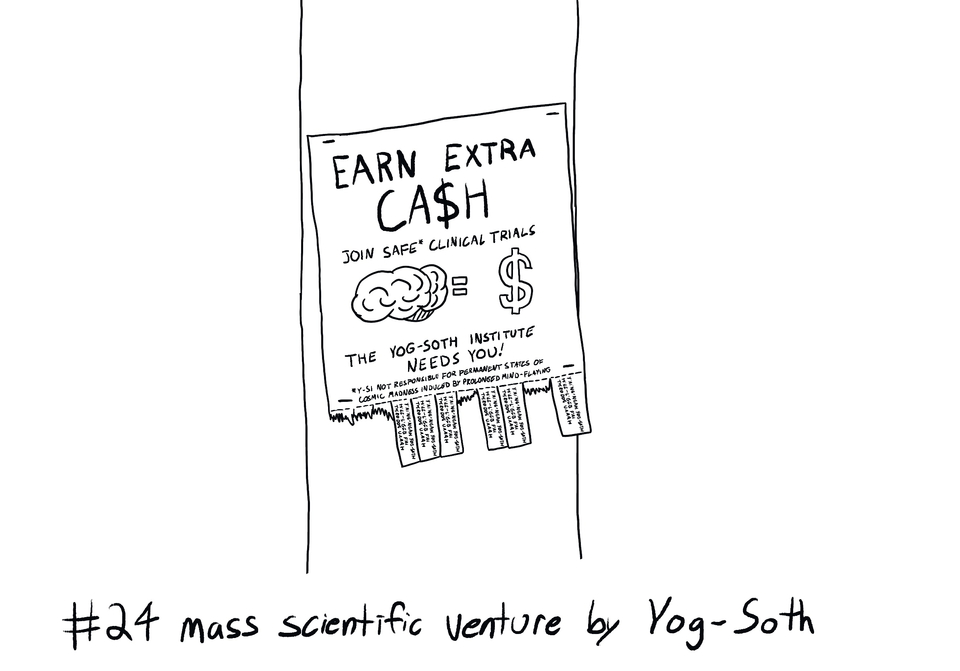 EARN EXTRA
CA$H
JOIN SAFE* CLINICAL TRIALS
= $
THE YOG-SOTH INSTITUTE
NEEDS YOU!
*Y-SI NOT RESPONSIBLE FOR PERMANENT STATES OF
COSMIC MADNESS INDUCED BY PROLONGED MIND-FLAYING
#24 mass scientific venture by Yog-Soth